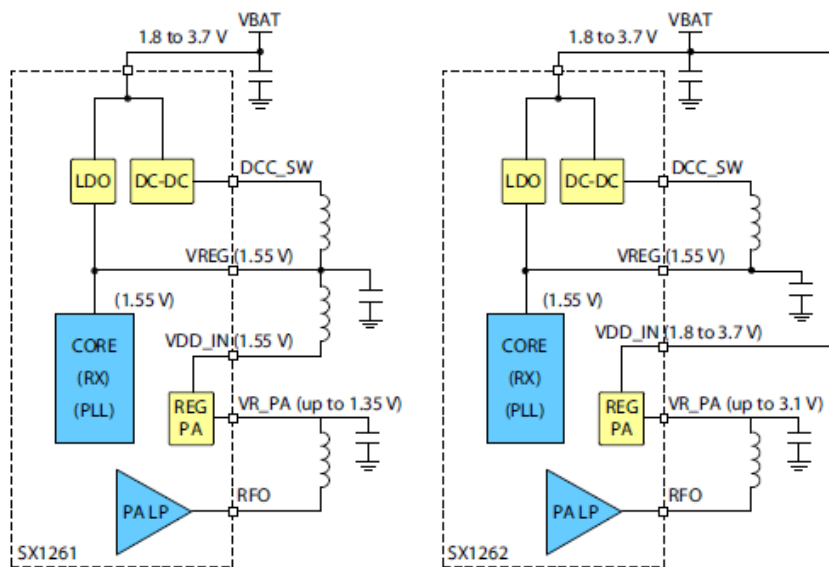 VBAT
1.8 to 3.7 V
LDO
DC-DC
DCC_SW
VREG (1.55 V)
(1.55 V)
CORE
(RX)
(PLL)
VDD_IN (1.55 V)
REG
PA
VR_PA (up to 1.35 V)
PA LP
RFO
SX1261
VBAT
1.8 to 3.7 V
LDO
DC-DC
DCC_SW
VREG (1.55 V)
(1.55 V)
CORE
(RX)
(PLL)
VDD_IN (1.8 to 3.7 V)
REG
PA
VR_PA (up to 3.1 V)
PA LP
RFO
SX1262